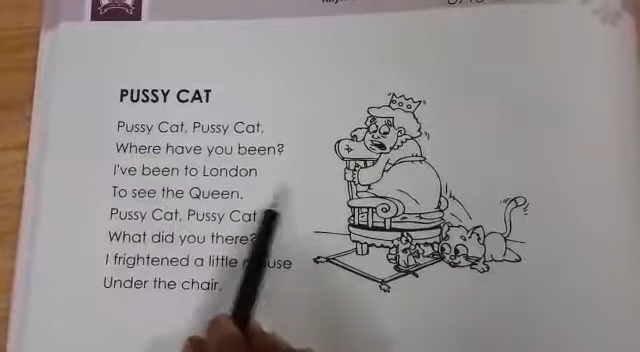 PUSSY CAT
Pussy Cat, Pussy Cat,
Where have you been?
I've been to London
To see the Queen.
Pussy Cat, Pussy Cat
What did you there?
I frightened a little
Under the chair.